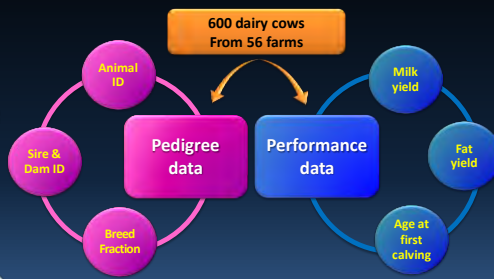 600 dairy cows
From 56 farms
Animal
ID
Sire &
Dam ID
Breed
Fraction
Pedigree
data
Performance
data
Milk
yield
Fat
yield
Age at
first
calving